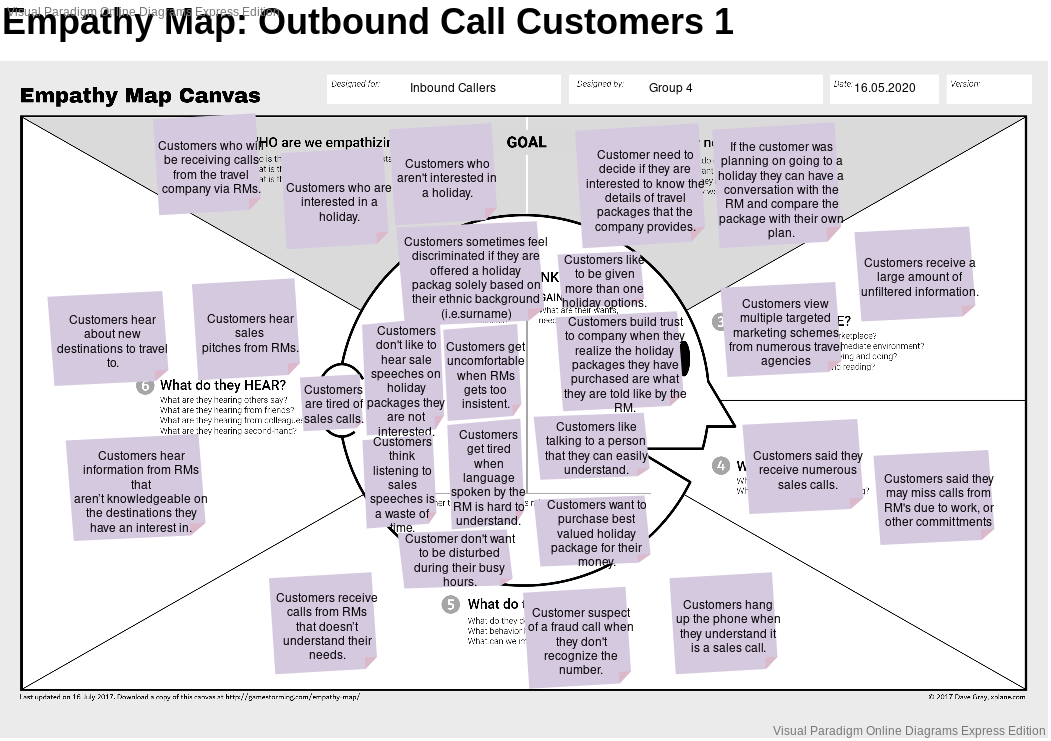 Visual Paradigm Online Diagrams Express Edition
Empathy Map: Outbound Call Customers 1
Empathy Map Canvas
Designed for:
Inbound Callers
Designed by:
Group 4
Date:
16.05.2020
Version:
WHO are we empathizin
GOAL
Customers who will
be receiving calls
from the travel
company via RMs.
Customers who are
interested in a
holiday.
Customers who
aren't interested in
a holiday.
Customer need to
decide if they are
interested to know the
details of travel
packages that the
company provides.
If the customer was
planning on going to a
holiday they can have a
conversation with the
RM and compare the
package with their own
plan.
Customers receive a
large amount of
unfiltered information.
Customers view
multiple targeted
marketing schemes
from numerous travel
agencies
3
E?
ketplace?
mediate environment?
ing and doing?
d reading?
Customers hear
about new
destinations to travel
to.
Customers hear
sales
pitches from RMs.
6 What do they HEAR?
What are they hearing others say?
What are they hearing from friends?
What are they hearing from colleagues
What are they hearing second-hand?
Customers hear
information from RMs
that
aren't knowledgeable on
the destinations they
have an interest in.
Customers sometimes feel
discriminated if they are
offered a holiday
packag solely based on
their ethnic background
(i.e.surname)
Customers like
to be given
more than one
holiday options.
NK
GAIN
What are their wants,
Customers
don't like to
hear sale
speeches on
holiday
packages they
are not
interested.
Customers get
uncomfortable
when RMs
gets too
insistent.
Customers build trust
to company when they
realize the holiday
packages they have
purchased are what
they are told like by the
RM.
Customers
are tired of
sales calls.
Customers
think
listening to
sales
speeches is
a waste of
time.
Customers
get tired
when
language
spoken by the
RM is hard to
understand.
Customers like
talking to a person
that they can easily
understand.
Customers want to
purchase best
valued holiday
package for their
money.
Customer don't want
to be disturbed
during their busy
hours.
4 W
Customers said they
receive numerous
sales calls.
Customers said they
may miss calls from
RM's due to work, or
other committments
5 What do t
What do they d
What behavior
What can we im
Customers receive
calls from RMs
that doesn't
understand their
needs.
Customer suspect
of a fraud call when
they don't
recognize the
number.
Customers hang
up the phone when
they understand it
is a sales call.
Last updated on 16 July 2017. Download a copy of this canvas at http://gamestorming.com/empathy-map/
© 2017 Dave Gray, xplane.com
Visual Paradigm Online Diagrams Express Edition